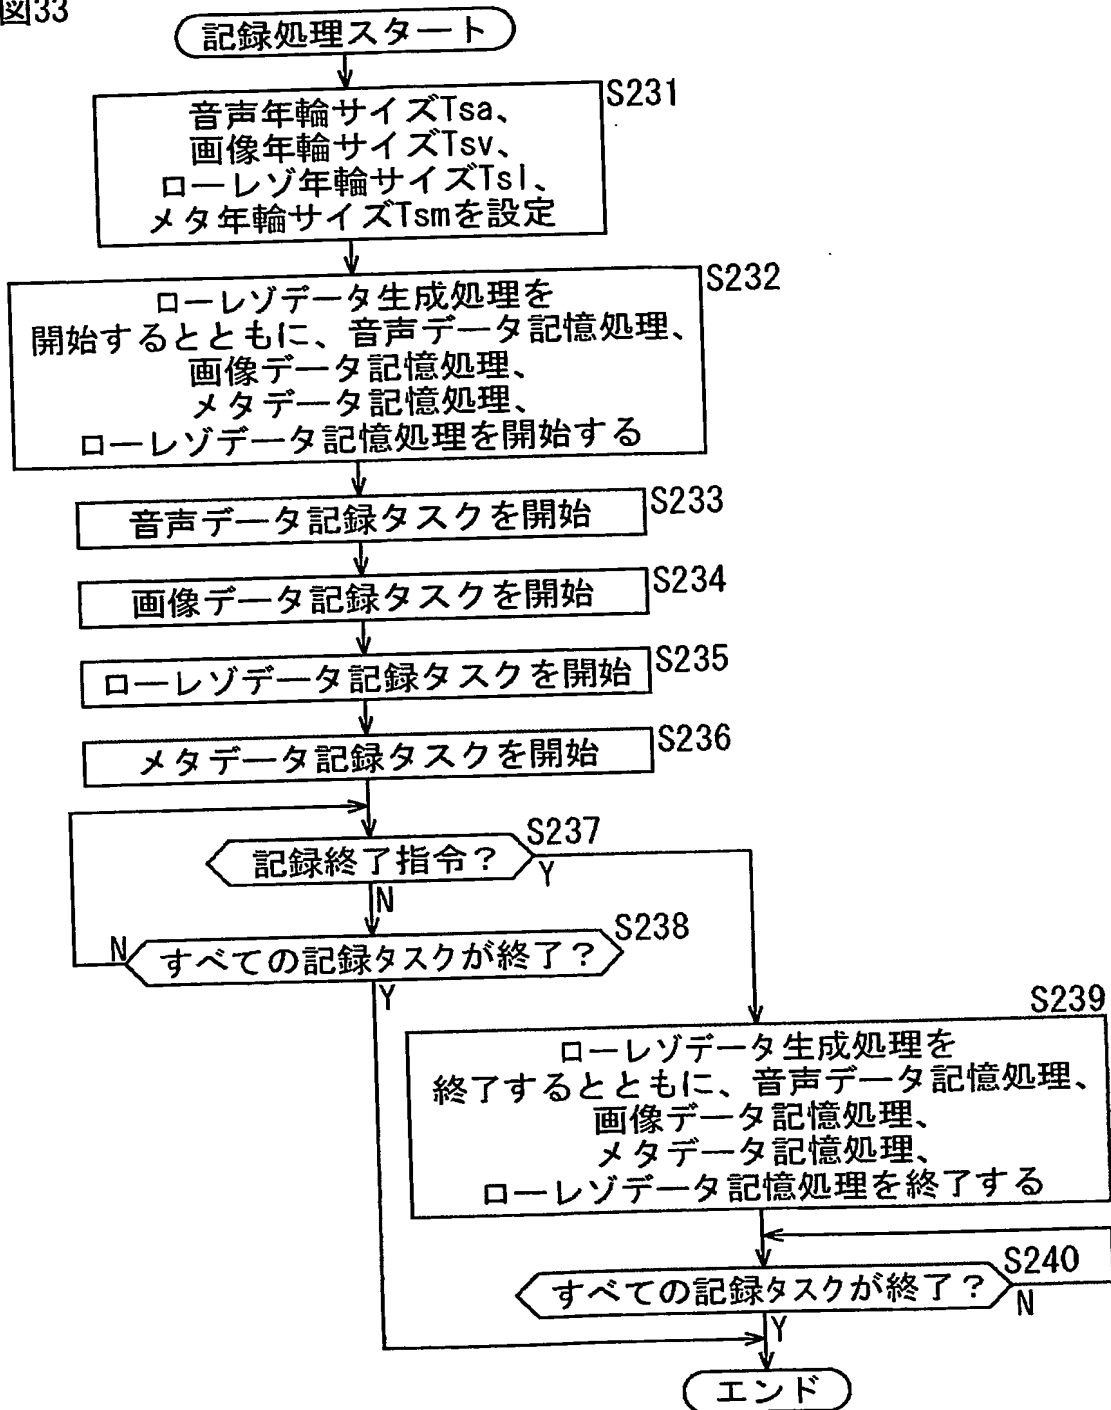 図33
記録処理スタート
S231
音声年輪サイズTsa、
画像年輪サイズTsv、
ローレゾ年輪サイズTsl、
メタ年輪サイズTsmを設定
S232
ローレゾデータ生成処理を
開始するとともに、音声データ記憶処理、
画像データ記憶処理、
メタデータ記憶処理、
ローレゾデータ記憶処理を開始する
S233
音声データ記録タスクを開始
S234
画像データ記録タスクを開始
S235
ローレゾデータ記録タスクを開始
S236
メタデータ記録タスクを開始
S237
記録終了指令？
Y
N
S238
N
すべての記録タスクが終了？
Y
S239
ローレゾデータ生成処理を
終了するとともに、音声データ記憶処理、
画像データ記憶処理、
メタデータ記憶処理、
ローレゾデータ記憶処理を終了する
S240
すべての記録タスクが終了？
N
Y
エンド